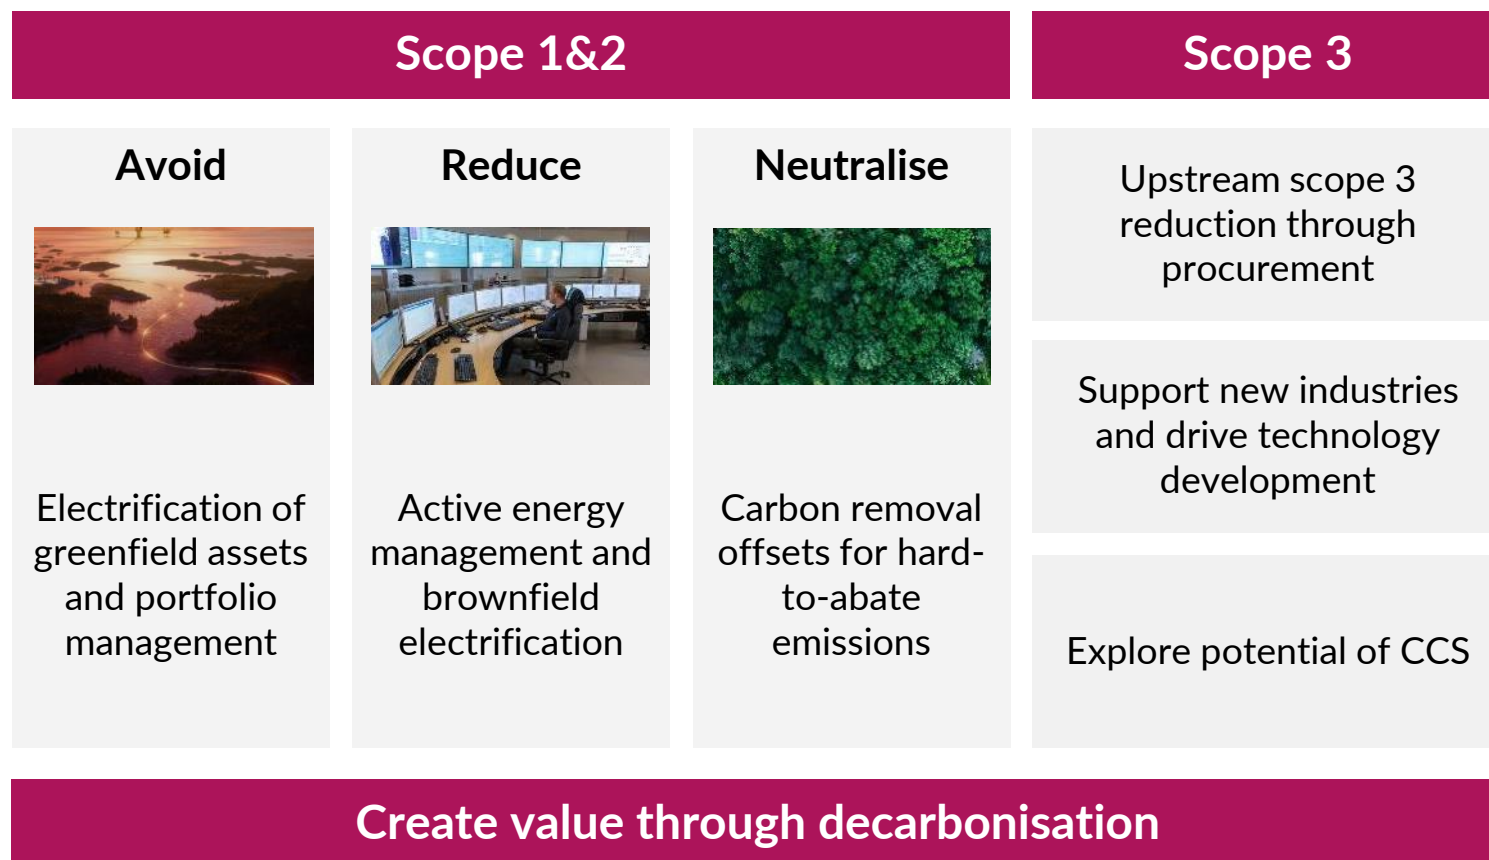 Scope 1&2
Scope 3
Avoid
Electrification of
greenfield assets
and portfolio
management
Reduce
Active energy
management and
brownfield
electrification
Neutralise
Carbon removal
offsets for hard-
to-abate
emissions
Upstream scope 3
reduction through
procurement
Support new industries
and drive technology
development
Explore potential of CCS
Create value through decarbonisation